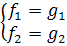 f₁ = g₁
f₂ = g₂